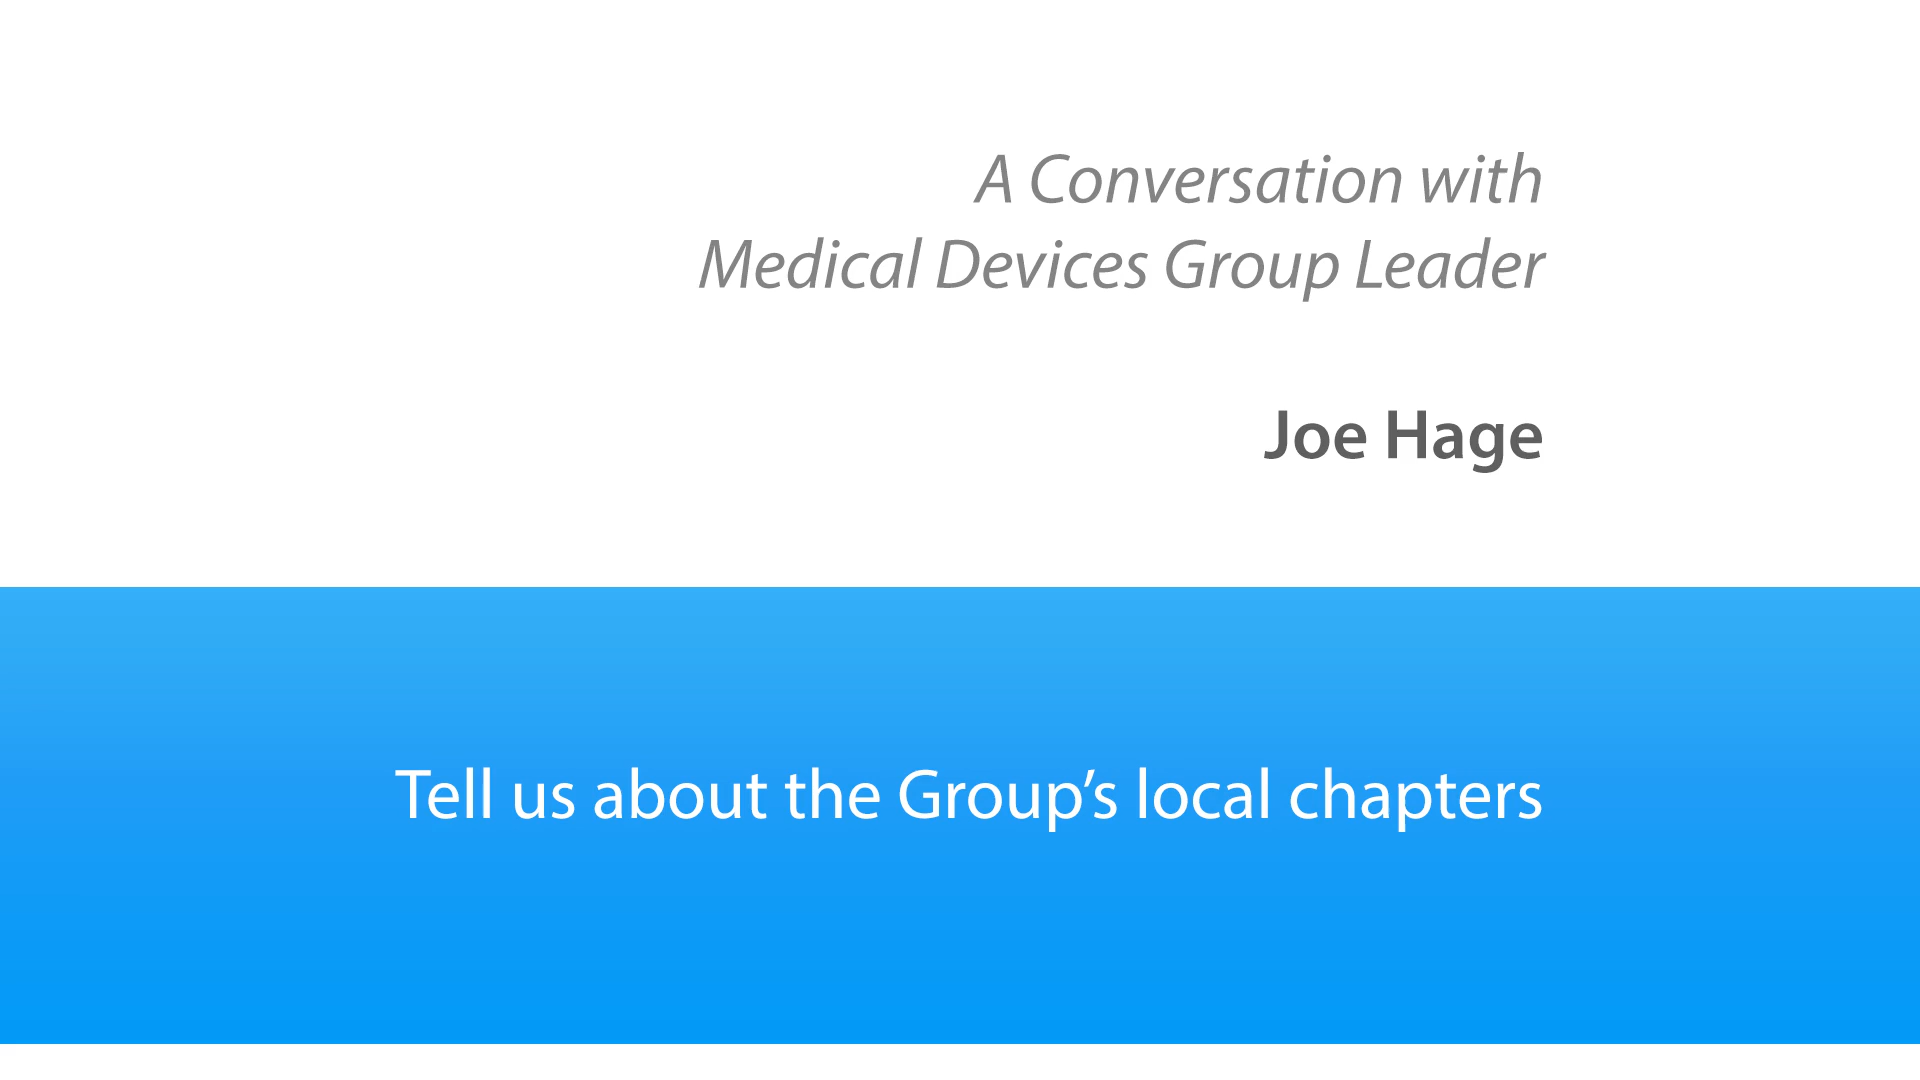 A Conversation with
Medical Devices Group Leader
Joe Hage
Tell us about the Group’s local chapters